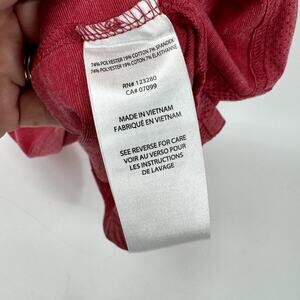 74% POLYESTER 19% COTTON 7% SPANDEX
74% POLYESTER 19% COTON 7% ÉLASTHANNE
RN# 123280
CA# 07099
MADE IN VIETNAM
FABRIQUÉ EN VIETNAM
SEE REVERSE FOR CARE
VOIR AU VERSO POUR
LES INSTRUCTIONS
DE LAVAGE